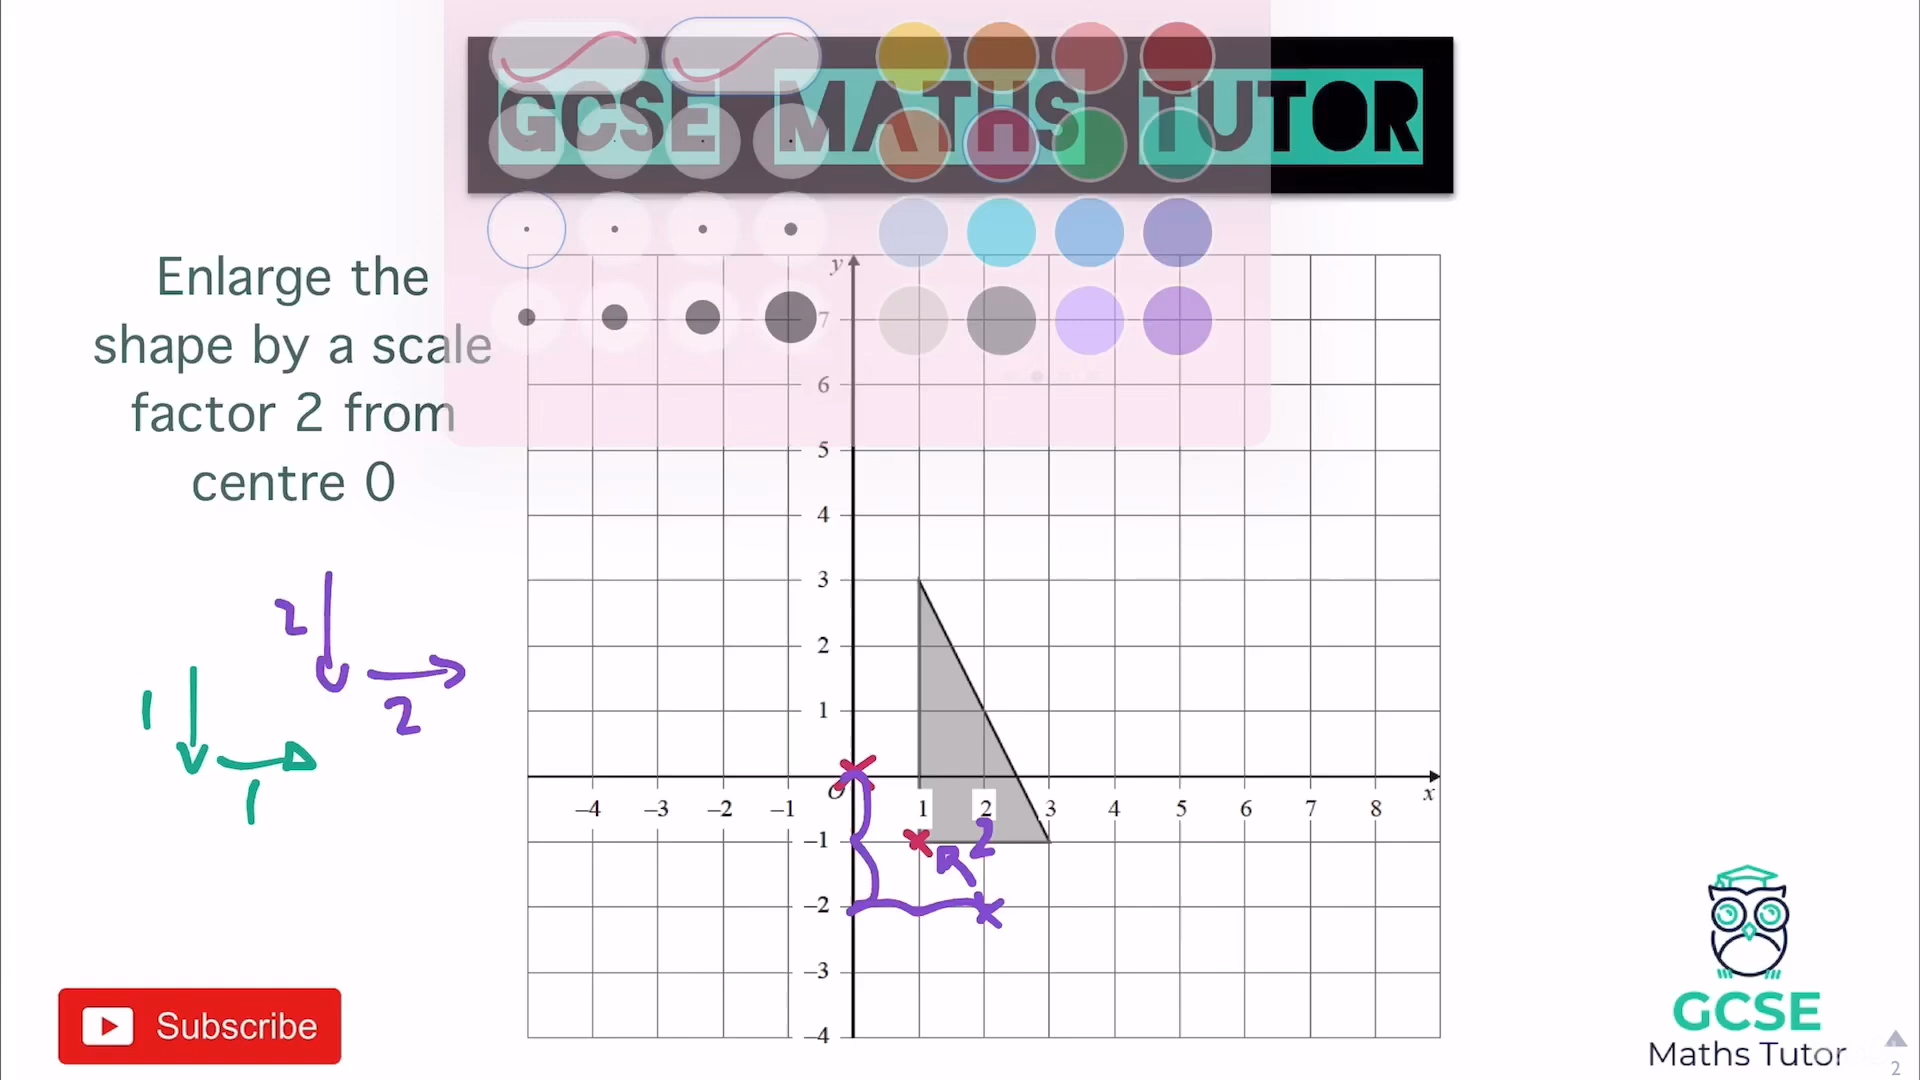 GCSE MATHS TUTOR
Enlarge the
shape by a scale
factor 2 from
centre 0
y
7
6
5
4
3
2
1
–1
–2
–3
–4
–4 –3 –2 –1 O 1 2 3 4 5 6 7 8 x
2
2
1
1
2
Subscribe
GCSE
Maths Tutor
2